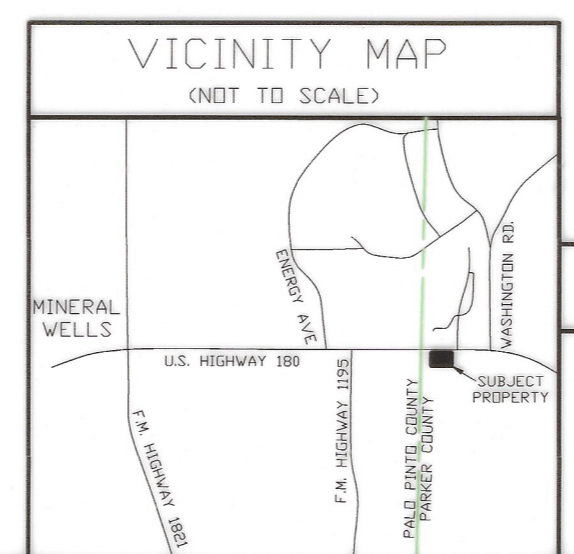 VICINITY MAP
(NOT TO SCALE)
MINERAL
WELLS
ENERGY AVE
WASHINGTON RD.
U.S. HIGHWAY 180
F.M. HIGHWAY 1195
SUBJECT
PROPERTY
F.M. HIGHWAY 1821
PALO PINTO COUNTY
PARKER COUNTY